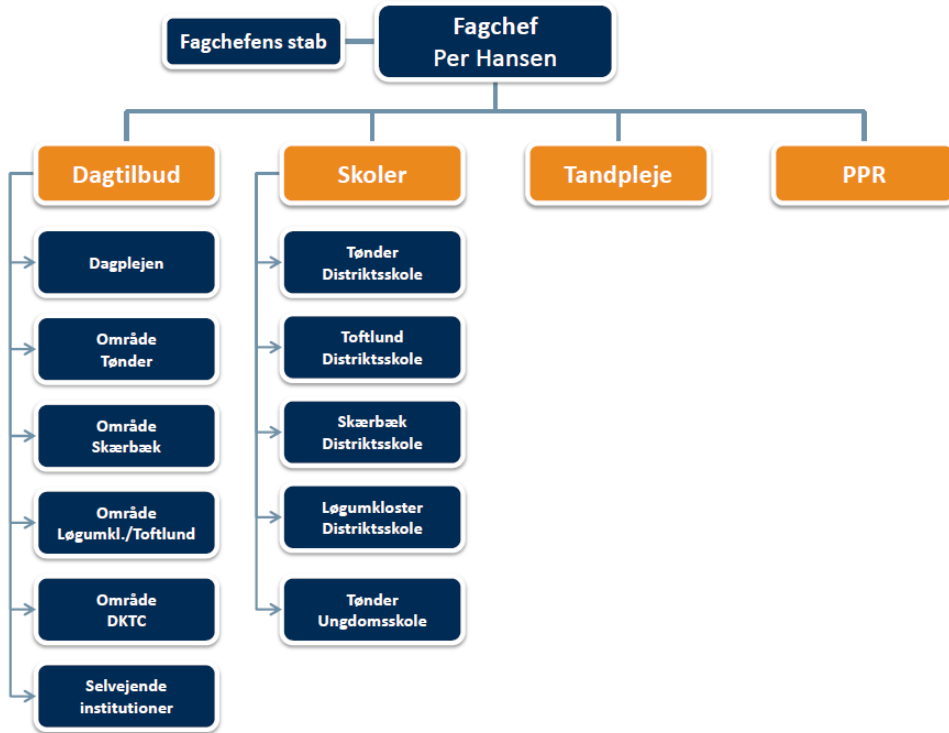 Fagchef
Per Hansen
Fagchefens stab
Dagtilbud
Skoler
Tandpleje
PPR
Dagplejen
Område
Tønder
Område
Skærbæk
Område
Løgumkl./Toftlund
Område
DKTC
Selvejende
institutioner
Tønder
Distriktsskole
Toftlund
Distriktsskole
Skærbæk
Distriktsskole
Løgumkloster
Distriktsskole
Tønder
Ungdomsskole